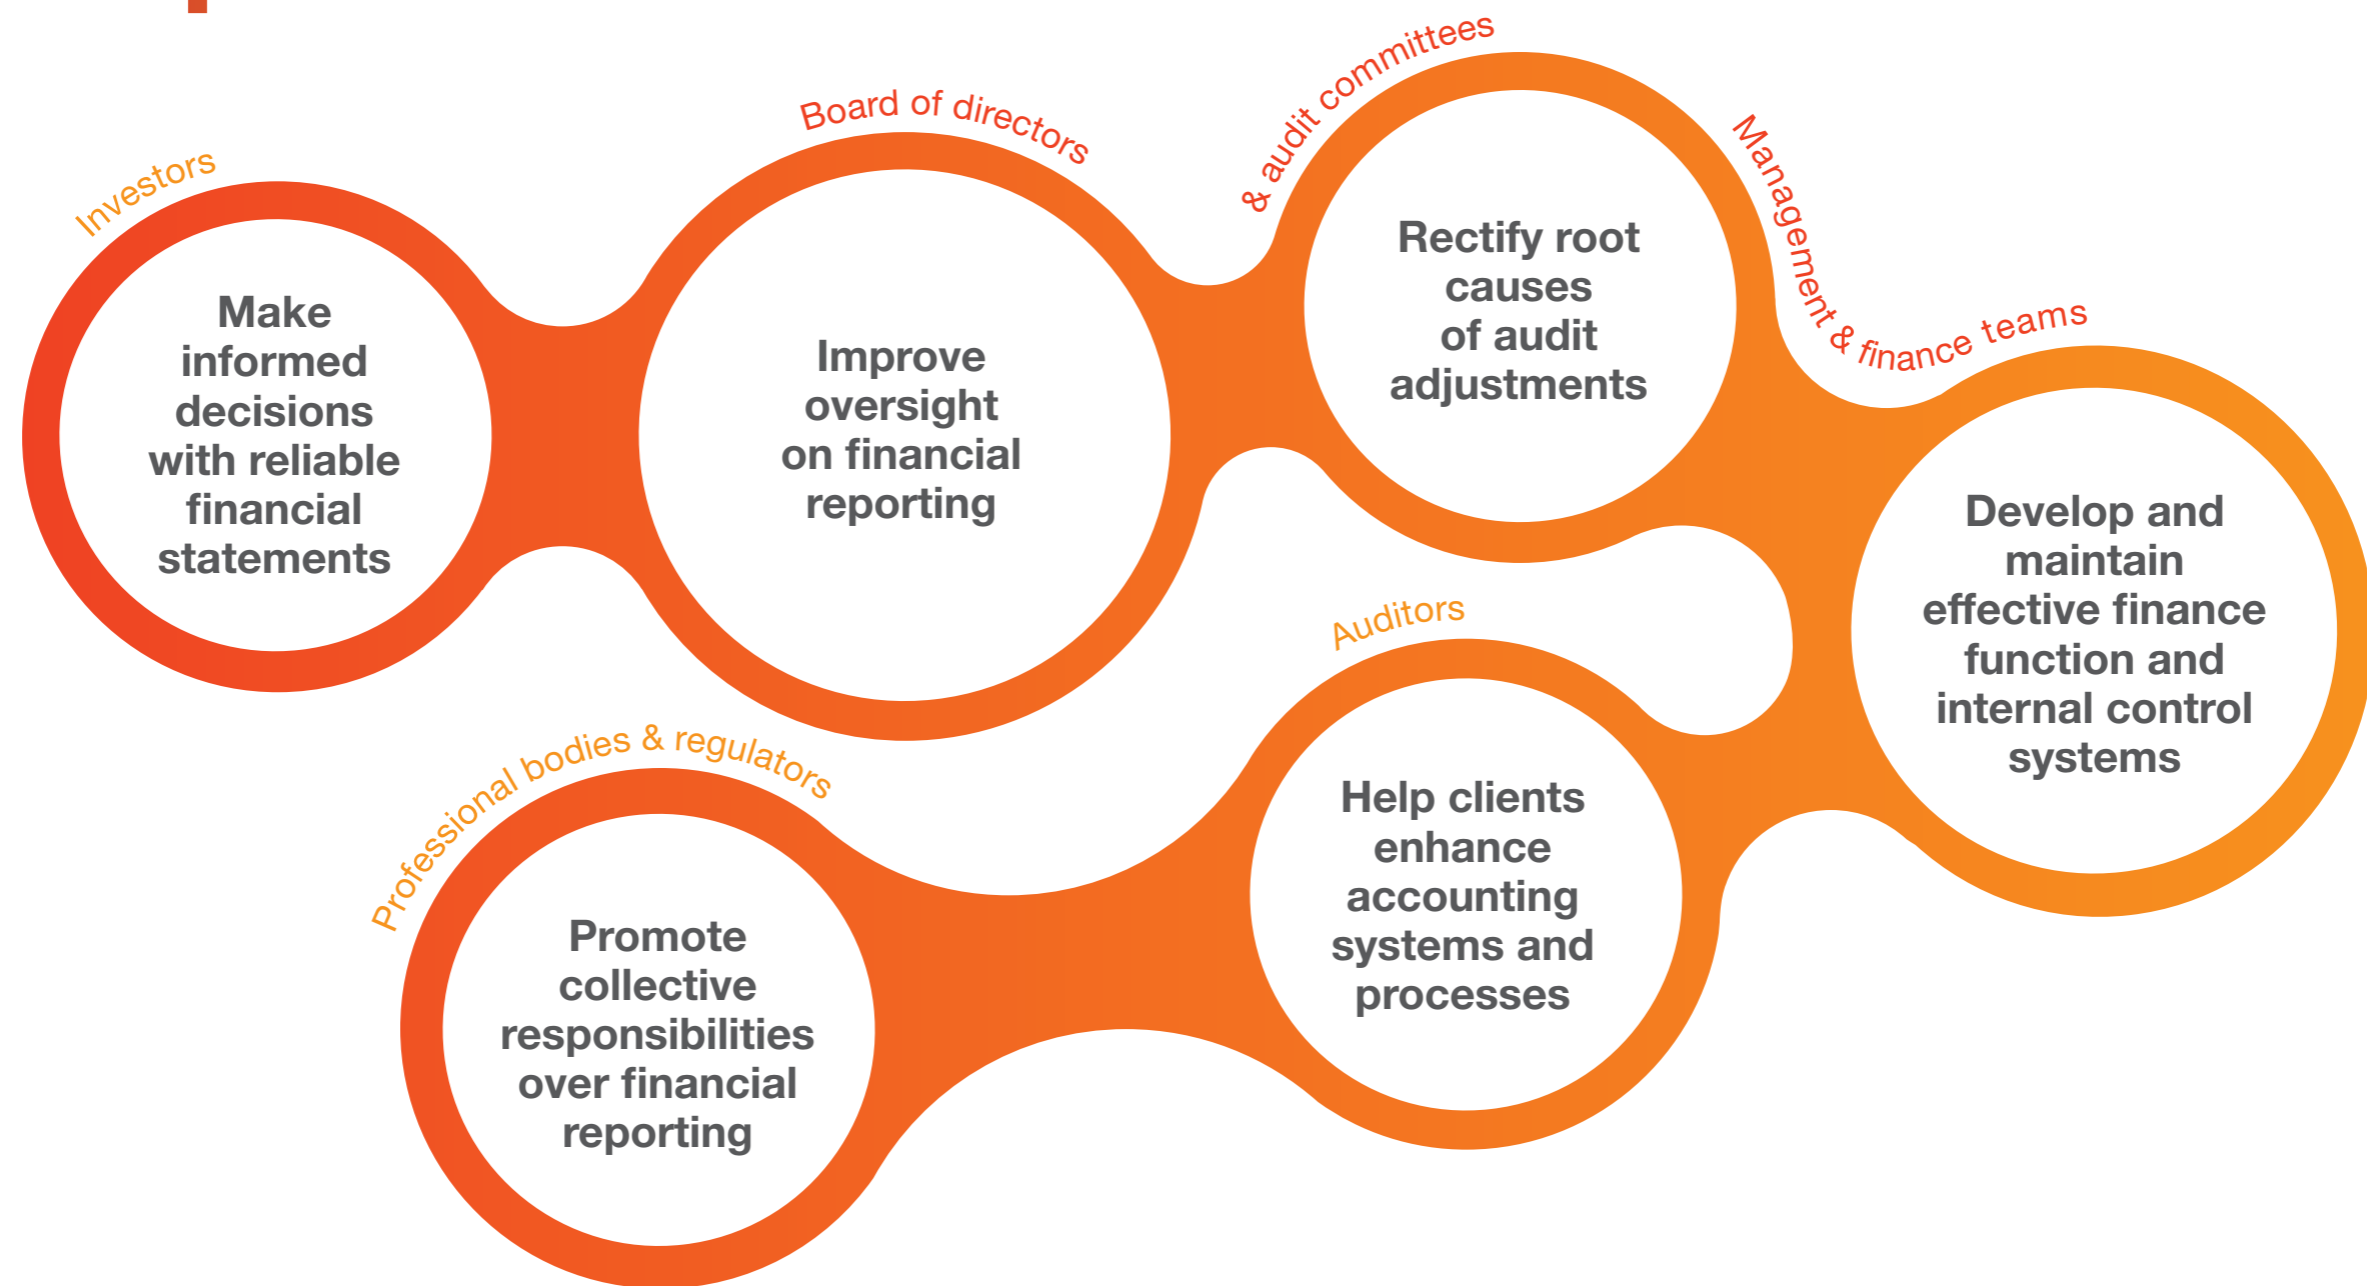 Investors
Make
informed
decisions
with reliable
financial
statements
Board of directors
Improve
oversight
on financial
reporting
& audit committees
Rectify root
causes
of audit
adjustments
Management & finance teams
Develop and
maintain
effective finance
function and
internal control
systems
Auditors
Help clients
enhance
accounting
systems and
processes
Professional bodies & regulators
Promote
collective
responsibilities
over financial
reporting